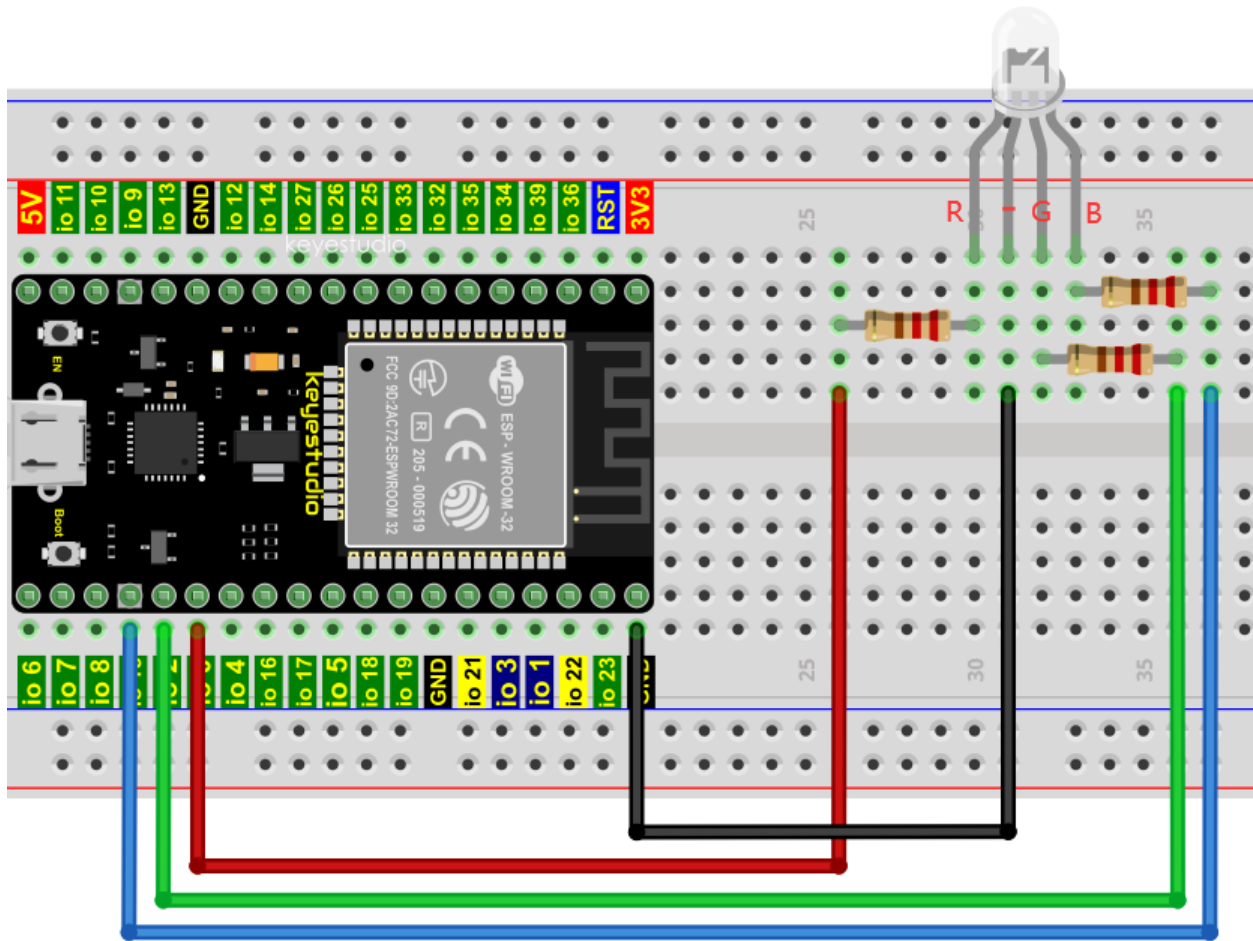 R - G B
25 30 35
5V io 11 io 10 io 9 io 13 GND io 12 io 14 io 27 io 26 io 25 io 33 io 32 io 35 io 34 io 39 io 36 RST 3V3
keyestudio
EN
Boot
keyestudio
WiFi ESP - WROOM -32
CE
R 205 - 000519
FCC 9D:2AC72-ESPWROOM 32
io 6 io 7 io 8 io 4 io 16 io 17 io 5 io 18 io 19 GND io 21 io 3 io 1 io 22 io 23 GND
25 30 35